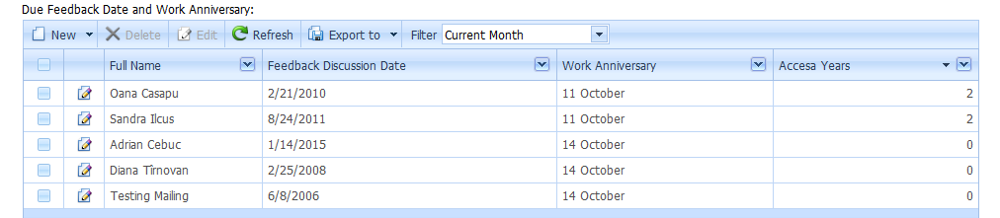 Due Feedback Date and Work Anniversary:
New Delete Edit Refresh Export to Filter Current Month
Full Name Feedback Discussion Date Work Anniversary Accesa Years
Oana Casapu 2/21/2010 11 October 2
Sandra Ilcus 8/24/2011 11 October 2
Adrian Cebuc 1/14/2015 14 October 0
Diana Tîrnovan 2/25/2008 14 October 0
Testing Mailing 6/8/2006 14 October 0